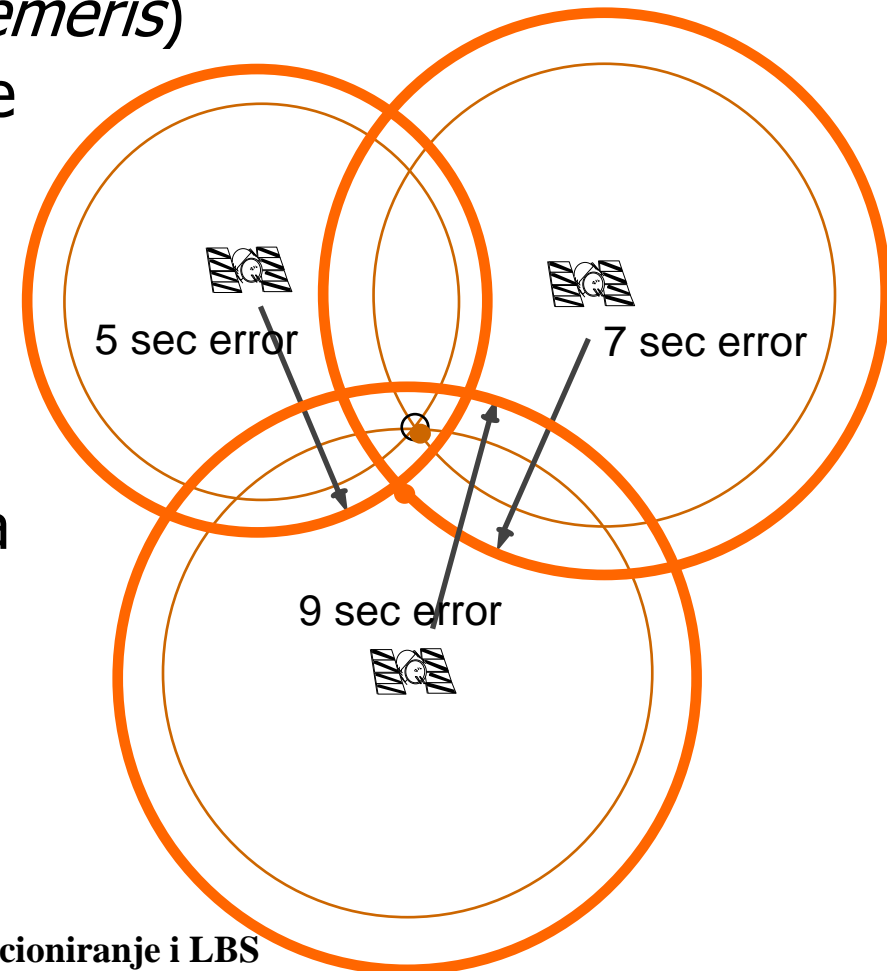 emeris)
e
5 sec error
7 sec error
a
9 sec error
cioniranje i LBS